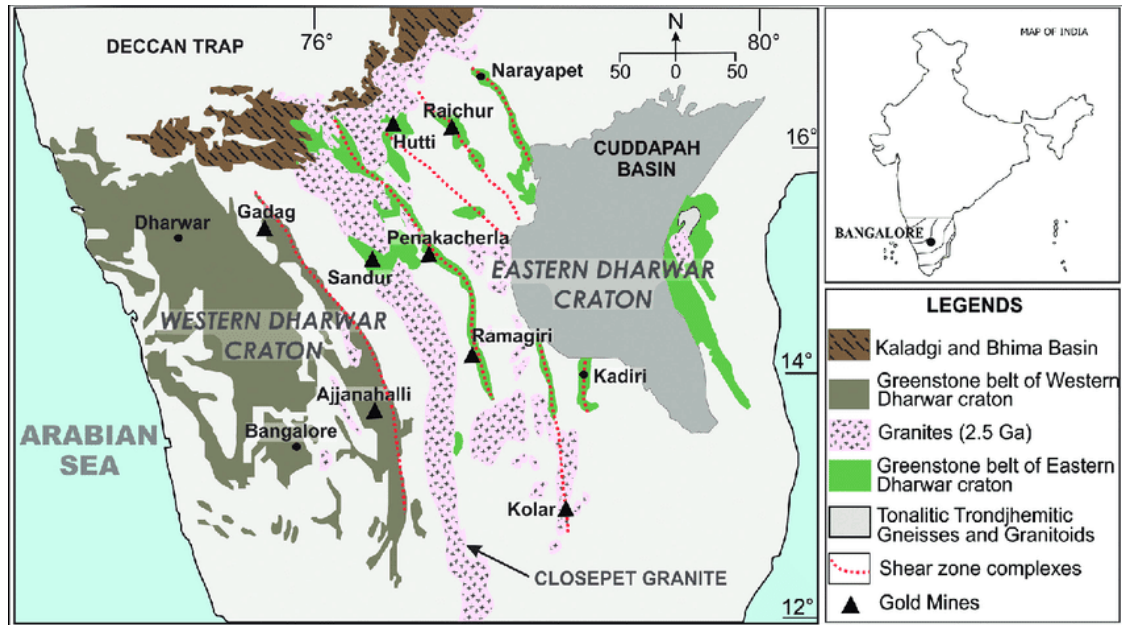 DECCAN TRAP
76°
N
80°
50
0
50
Narayapet
Raichur
Hutti
16°
CUDDAPAH
BASIN
Dharwar
Gadag
Penakacherla
Sandur
EASTERN DHARWAR
CRATON
WESTERN DHARWAR
CRATON
Ramagiri
Kadiri
14°
Ajjanahalli
Bangalore
ARABIAN
SEA
Kolar
CLOSEPET GRANITE
12°
MAP OF INDIA
BANGALORE
LEGENDS
Kaladgi and Bhima Basin
Greenstone belt of Western
Dharwar craton
Granites (2.5 Ga)
Greenstone belt of Eastern
Dharwar craton
Tonalitic Trondjhemitic
Gneisses and Granitoids
Shear zone complexes
Gold Mines